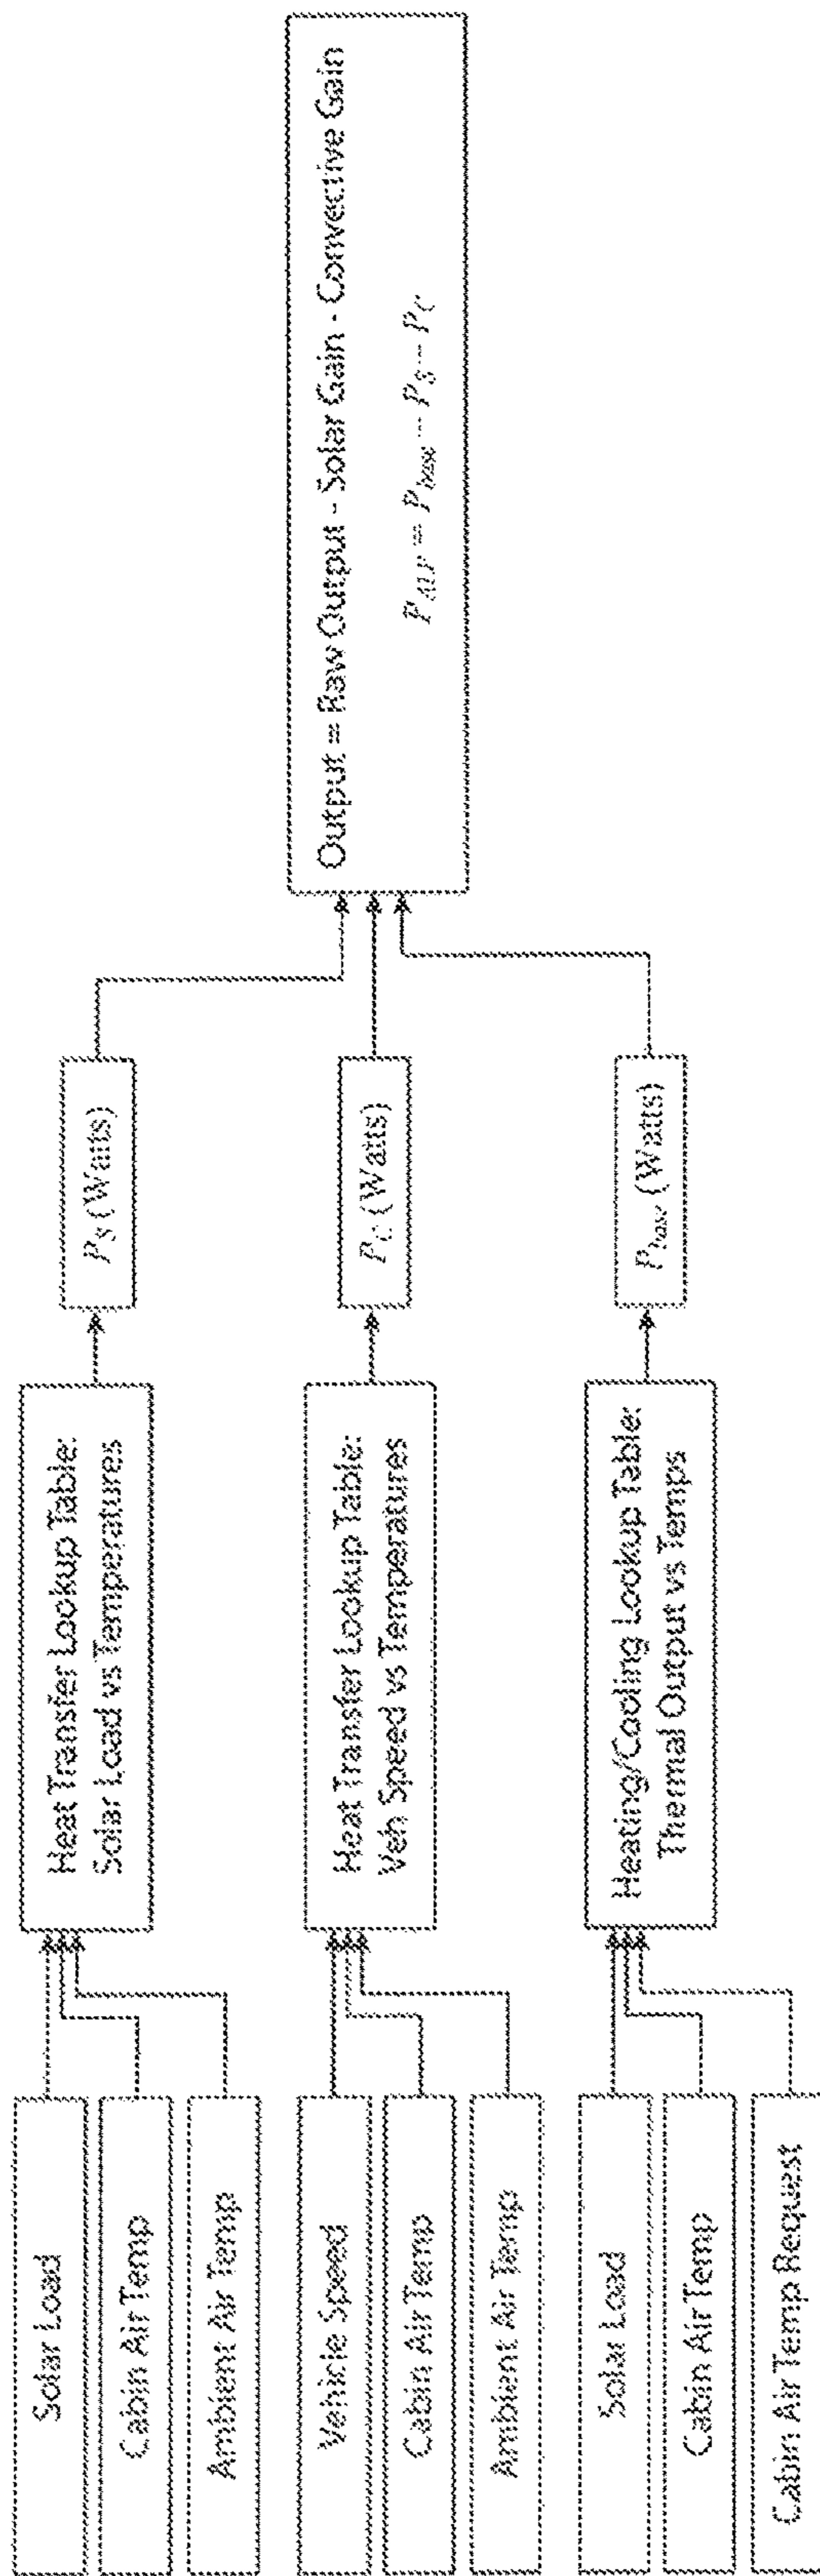 Solar Load
Cabin Air Temp
Ambient Air Temp
Heat Transfer Lookup Table:
Solar Load vs Temperatures
P_S (Watts)
Vehicle Speed
Cabin Air Temp
Ambient Air Temp
Heat Transfer Lookup Table:
Veh Speed vs Temperatures
P_C (Watts)
Solar Load
Cabin Air Temp
Cabin Air Temp Request
Heating/Cooling Lookup Table:
Thermal Output vs Temps
P_base (Watts)
Output = Raw Output - Solar Gain - Convective Gain
= P_base - P_S - P_C